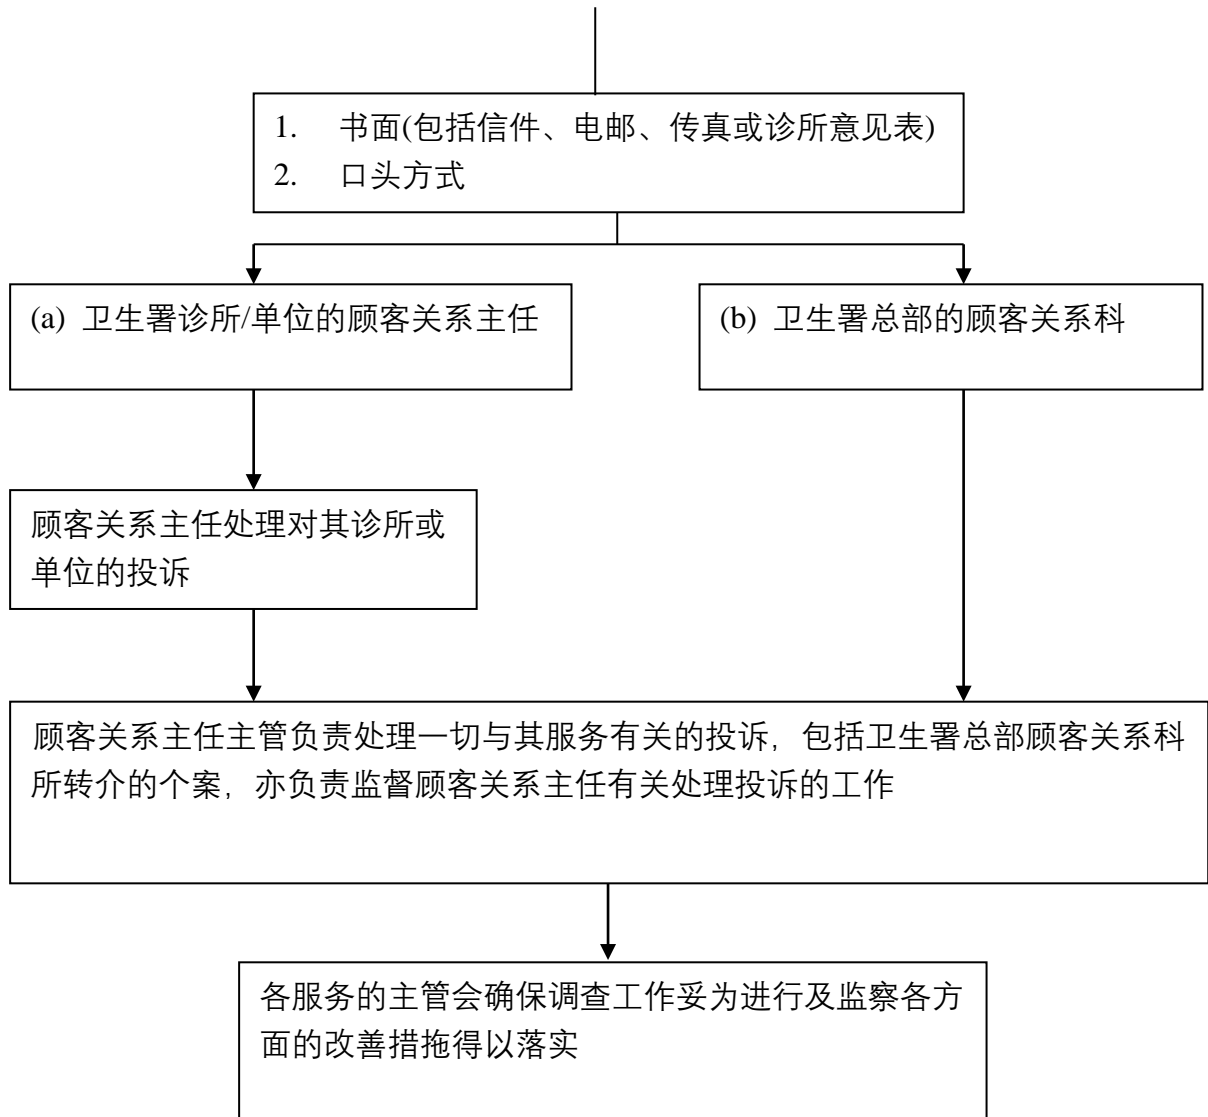 1. 书面(包括信件、电邮、传真或诊所意见表)
2. 口头方式
(a) 卫生署诊所/单位的顾客关系主任
(b) 卫生署总部的顾客关系科
顾客关系主任处理对其诊所或
单位的投诉
顾客关系主任主管负责处理一切与其服务有关的投诉, 包括卫生署总部顾客关系科
所转介的个案, 亦负责监督顾客关系主任有关处理投诉的工作
各服务的主管会确保调查工作妥为进行及监察各方
面的改善措拖得以落实